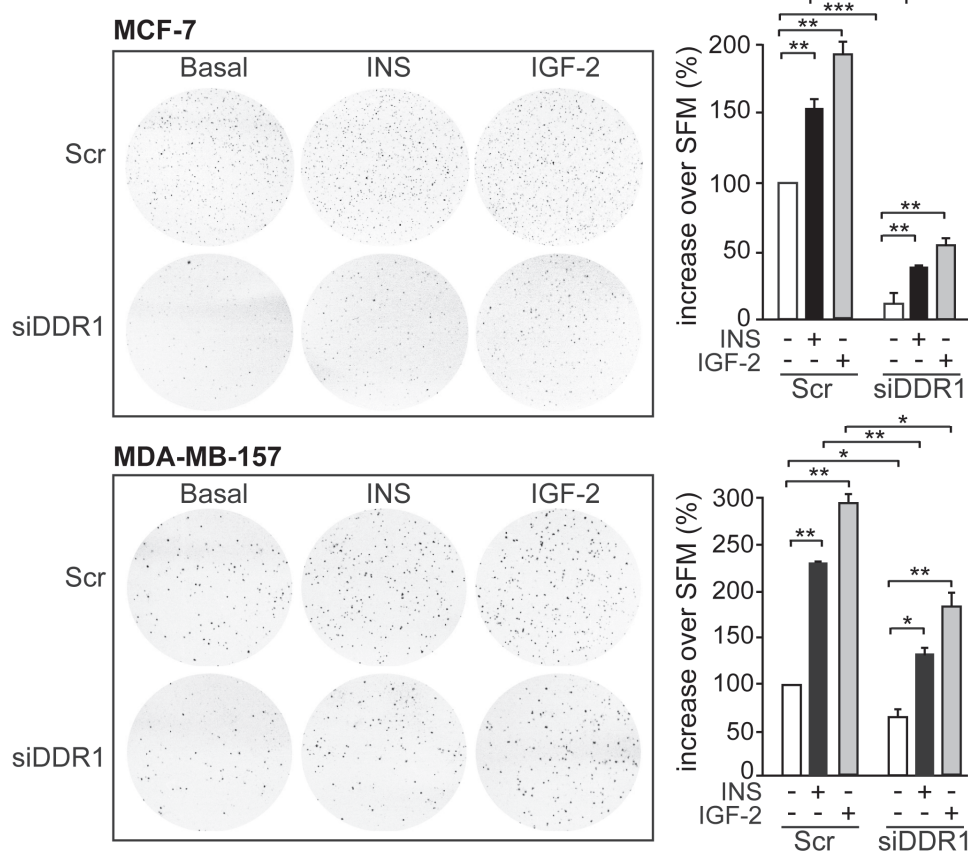 MCF-7
Basal INS IGF-2
Scr
siDDR1
***
**
**
**
**
increase over SFM (%)
200
150
100
50
0
INS - + - - + -
IGF-2 - - + - - +
Scr siDDR1
MDA-MB-157
Basal INS IGF-2
Scr
siDDR1
*
**
*
**
**
**
*
increase over SFM (%)
300
250
200
150
100
50
0
INS - + - - + -
IGF-2 - - + - - +
Scr siDDR1